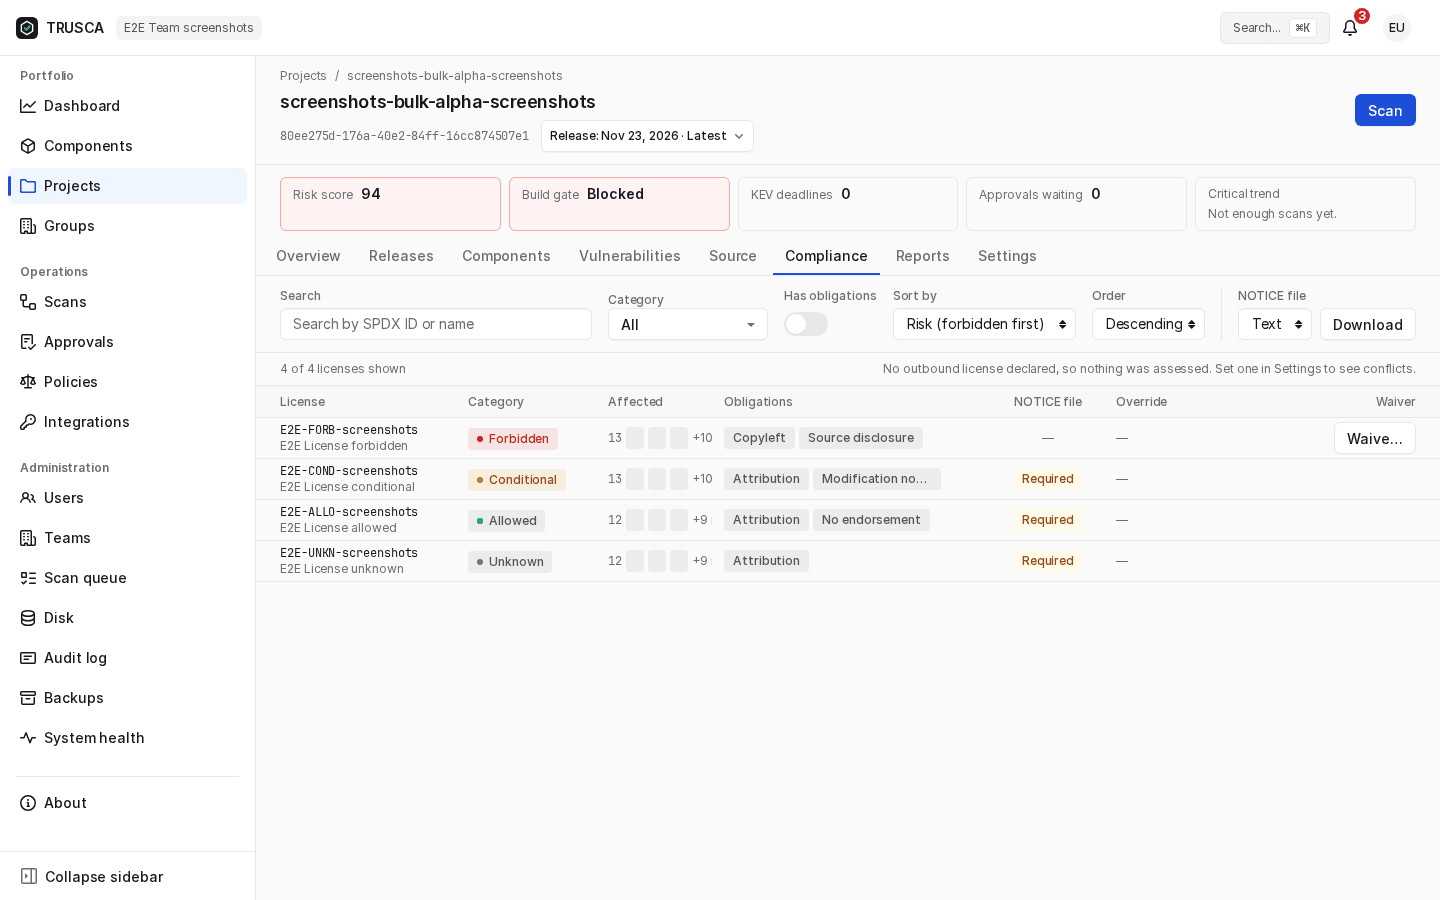 TRUSCA E2E Team screenshots Search... ⌘K 3 EU
Portfolio
Dashboard
Components
Projects
Groups
Operations
Scans
Approvals
Policies
Integrations
Administration
Users
Teams
Scan queue
Disk
Audit log
Backups
System health
About
Collapse sidebar
Projects / screenshots-bulk-alpha-screenshots
screenshots-bulk-alpha-screenshots
80ee275d-176a-40e2-84ff-16cc874507e1 Release: Nov 23, 2026 · Latest
Scan
Risk score 94
Build gate Blocked
KEV deadlines 0
Approvals waiting 0
Critical trend
Not enough scans yet.
Overview Releases Components Vulnerabilities Source Compliance Reports Settings
Search Category Has obligations Sort by Order NOTICE file
Search by SPDX ID or name All Risk (forbidden first) Descending Text Download
4 of 4 licenses shown No outbound license declared, so nothing was assessed. Set one in Settings to see conflicts.
License Category Affected Obligations NOTICE file Override Waiver
E2E-FORB-screenshots Forbidden 13 +10 Copyleft Source disclosure — — Waive…
E2E License forbidden
E2E-COND-screenshots Conditional 13 +10 Attribution Modification no… Required —
E2E License conditional
E2E-ALLO-screenshots Allowed 12 +9 Attribution No endorsement Required —
E2E License allowed
E2E-UNKN-screenshots Unknown 12 +9 Attribution Required —
E2E License unknown